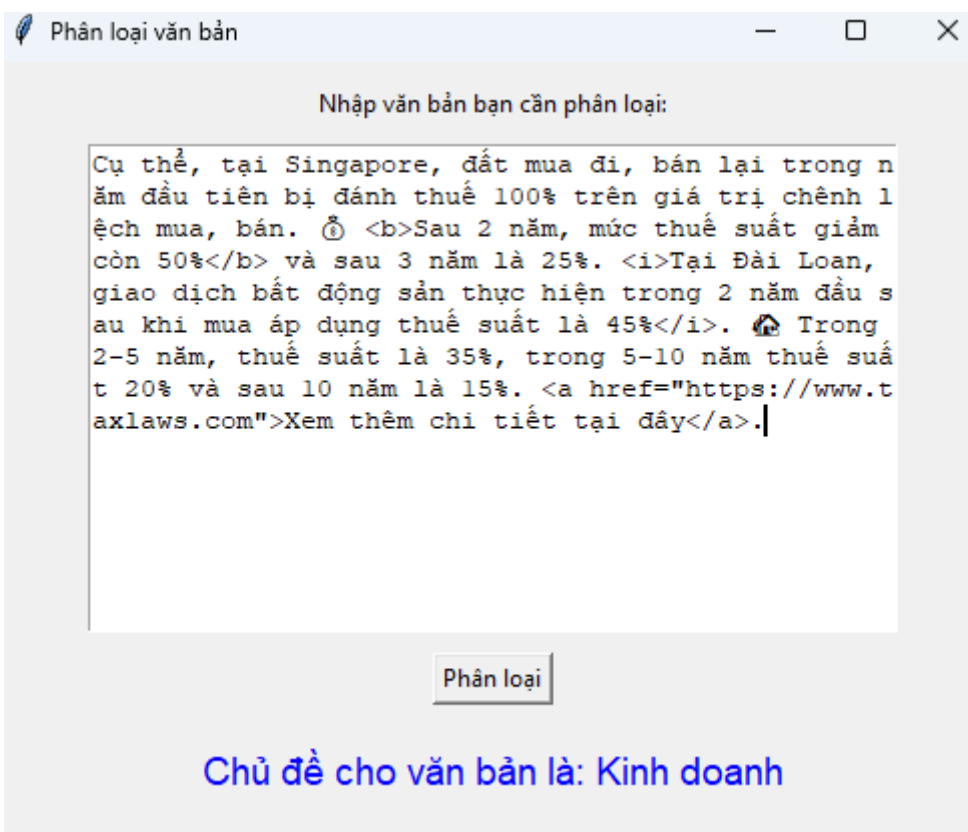 Phân loại văn bản
Nhập văn bản bạn cần phân loại:
Cụ thể, tại Singapore, đất mua đi, bán lại trong n
ăm đầu tiên bị đánh thuế 100% trên giá trị chênh l
ệch mua, bán. 💰 <b>Sau 2 năm, mức thuế suất giảm
còn 50%</b> và sau 3 năm là 25%. <i>Tại Đài Loan,
giao dịch bất động sản thực hiện trong 2 năm đầu s
au khi mua áp dụng thuế suất là 45%</i>. 🏠 Trong
2-5 năm, thuế suất là 35%, trong 5-10 năm thuế suấ
t 20% và sau 10 năm là 15%. <a href="https://www.t
axlaws.com">Xem thêm chi tiết tại đây</a>.
Phân loại
Chủ đề cho văn bản là: Kinh doanh